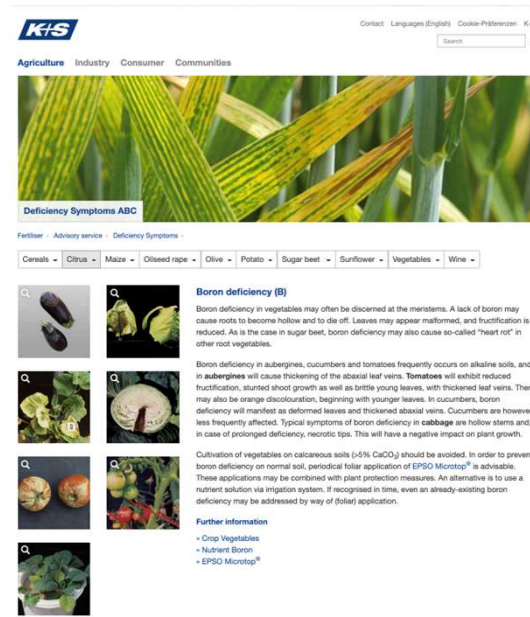 K+S
Contact Languages (English) Cookie-Präferenzen
Search
Agriculture Industry Consumer Communities
Deficiency Symptoms ABC
Fertiliser Advisory service Deficiency Symptoms
Cereals Citrus Maize Oilseed rape Olive Potato Sugar beet Sunflower Vegetables Wine
Boron deficiency (B)
Boron deficiency in vegetables may often be discerned at the meristems. A lack of boron may
cause roots to become hollow and to die off. Leaves may appear malformed, and fructification is
reduced. As is the case in sugar beet, boron deficiency may also cause so-called "heart rot" in
other root vegetables.
Boron deficiency in aubergines, cucumbers and tomatoes frequently occurs on alkaline soils, and
in aubergines will cause thickening of the abaxial leaf veins. Tomatoes will exhibit reduced
fructification, stunted shoot growth as well as brittle young leaves, with thickened leaf veins. Ther
may also be orange discolouration, beginning with younger leaves. In cucumbers, boron
deficiency will manifest as deformed leaves and thickened abaxial veins. Cucumbers are howeve
less frequently affected. Typical symptoms of boron deficiency in cabbage are hollow stems and,
in case of prolonged deficiency, necrotic tips. This will have a negative impact on plant growth.
Cultivation of vegetables on calcareous soils (>5% CaCO₃) should be avoided. In order to preven
boron deficiency on normal soil, periodical foliar application of EPSO Microtop® is advisable.
These applications may be combined with plant protection measures. An alternative is to use a
nutrient solution via irrigation system. If recognised in time, even an already-existing boron
deficiency may be addressed by way of (foliar) application.
Further information
» Crop Vegetables
» Nutrient Boron
» EPSO Microtop®